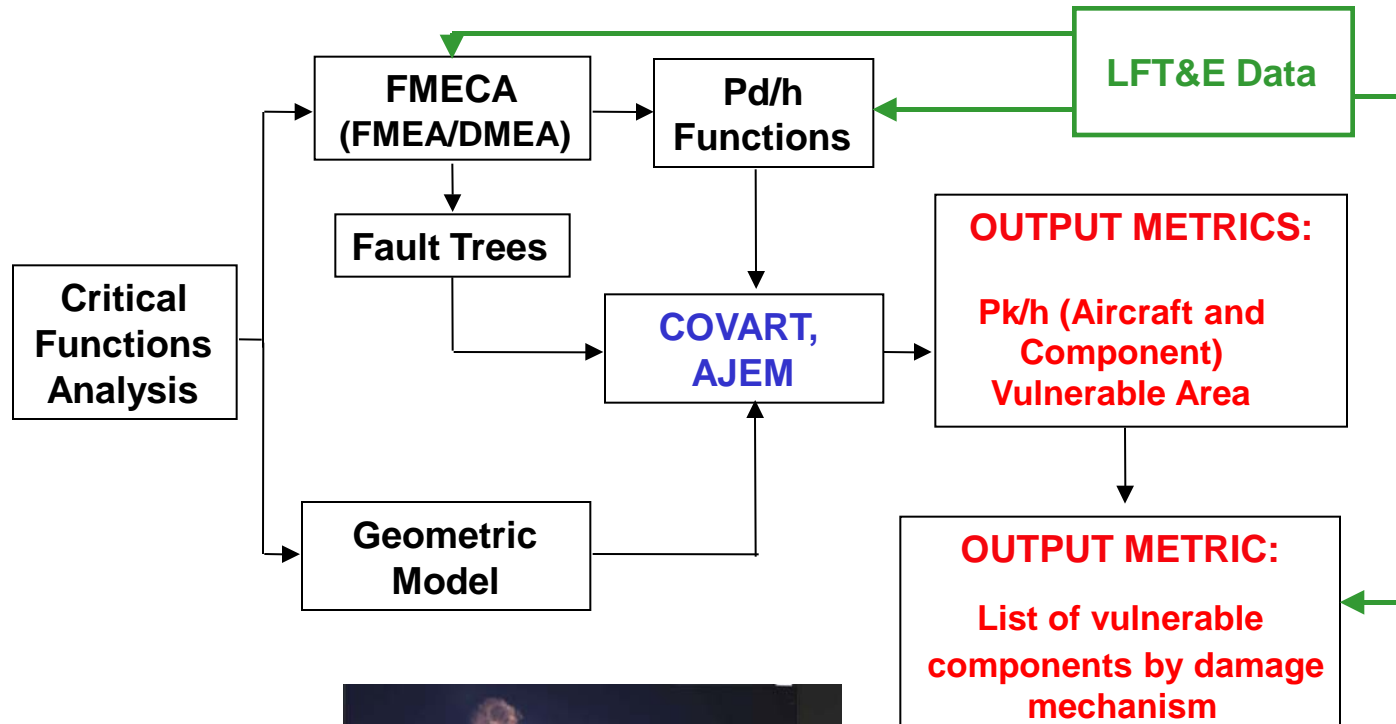 FMECA
(FMEA/DMEA)
Pd/h
Functions
LFT&E Data
Fault Trees
Critical
Functions
Analysis
COVART,
AJEM
OUTPUT METRICS:
Pk/h (Aircraft and
Component)
Vulnerable Area
Geometric
Model
OUTPUT METRIC:
List of vulnerable
components by damage
mechanism